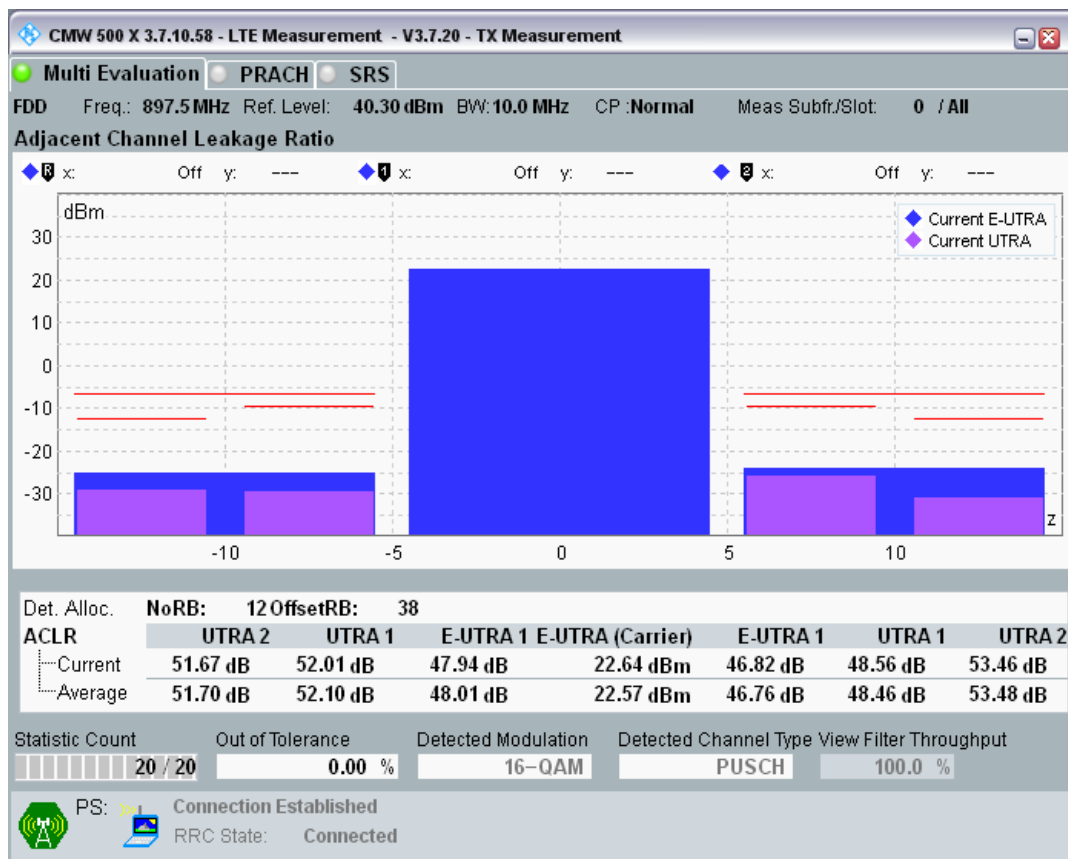 CMW 500 X 3.7.10.58 - LTE Measurement - V3.7.20 - TX Measurement
Multi Evaluation PRACH SRS
FDD Freq.: 897.5 MHz Ref. Level: 40.30 dBm BW: 10.0 MHz CP :Normal Meas Subfr./Slot: 0 / All
Adjacent Channel Leakage Ratio
R x: Off y: --- 1 x: Off y: --- 2 x: Off y: ---
dBm
Current E-UTRA
Current UTRA
30
20
10
0
-10
-20
-30
z
-10 -5 0 5 10
Det. Alloc. NoRB: 12 OffsetRB: 38
ACLR UTRA 2 UTRA 1 E-UTRA 1 E-UTRA (Carrier) E-UTRA 1 UTRA 1 UTRA 2
Current 51.67 dB 52.01 dB 47.94 dB 22.64 dBm 46.82 dB 48.56 dB 53.46 dB
Average 51.70 dB 52.10 dB 48.01 dB 22.57 dBm 46.76 dB 48.46 dB 53.48 dB
Statistic Count Out of Tolerance Detected Modulation Detected Channel Type View Filter Throughput
20 / 20 0.00 % 16-QAM PUSCH 100.0 %
PS: Connection Established
RRC State: Connected